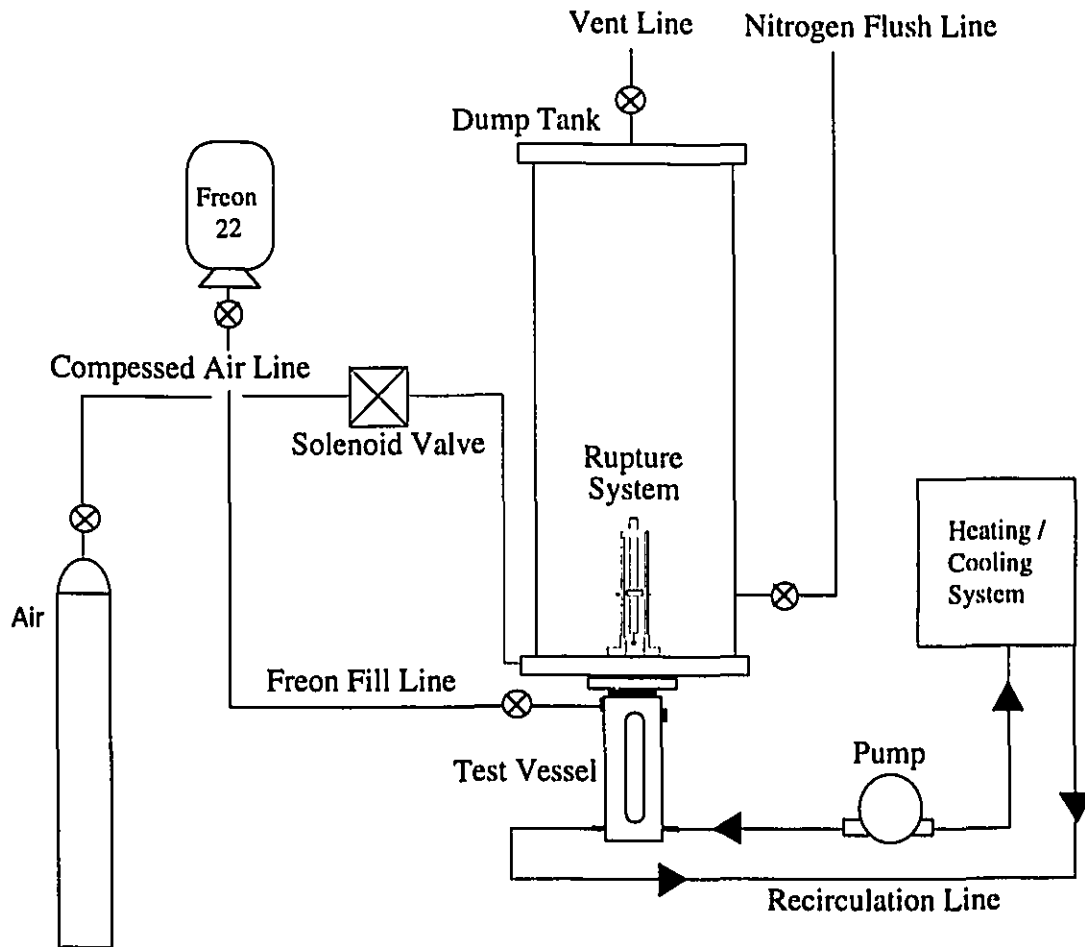 Vent Line
Nitrogen Flush Line
Dump Tank
Freon
22
Compessed Air Line
Solenoid Valve
Rupture
System
Heating /
Cooling
System
Air
Freon Fill Line
Test Vessel
Pump
Recirculation Line